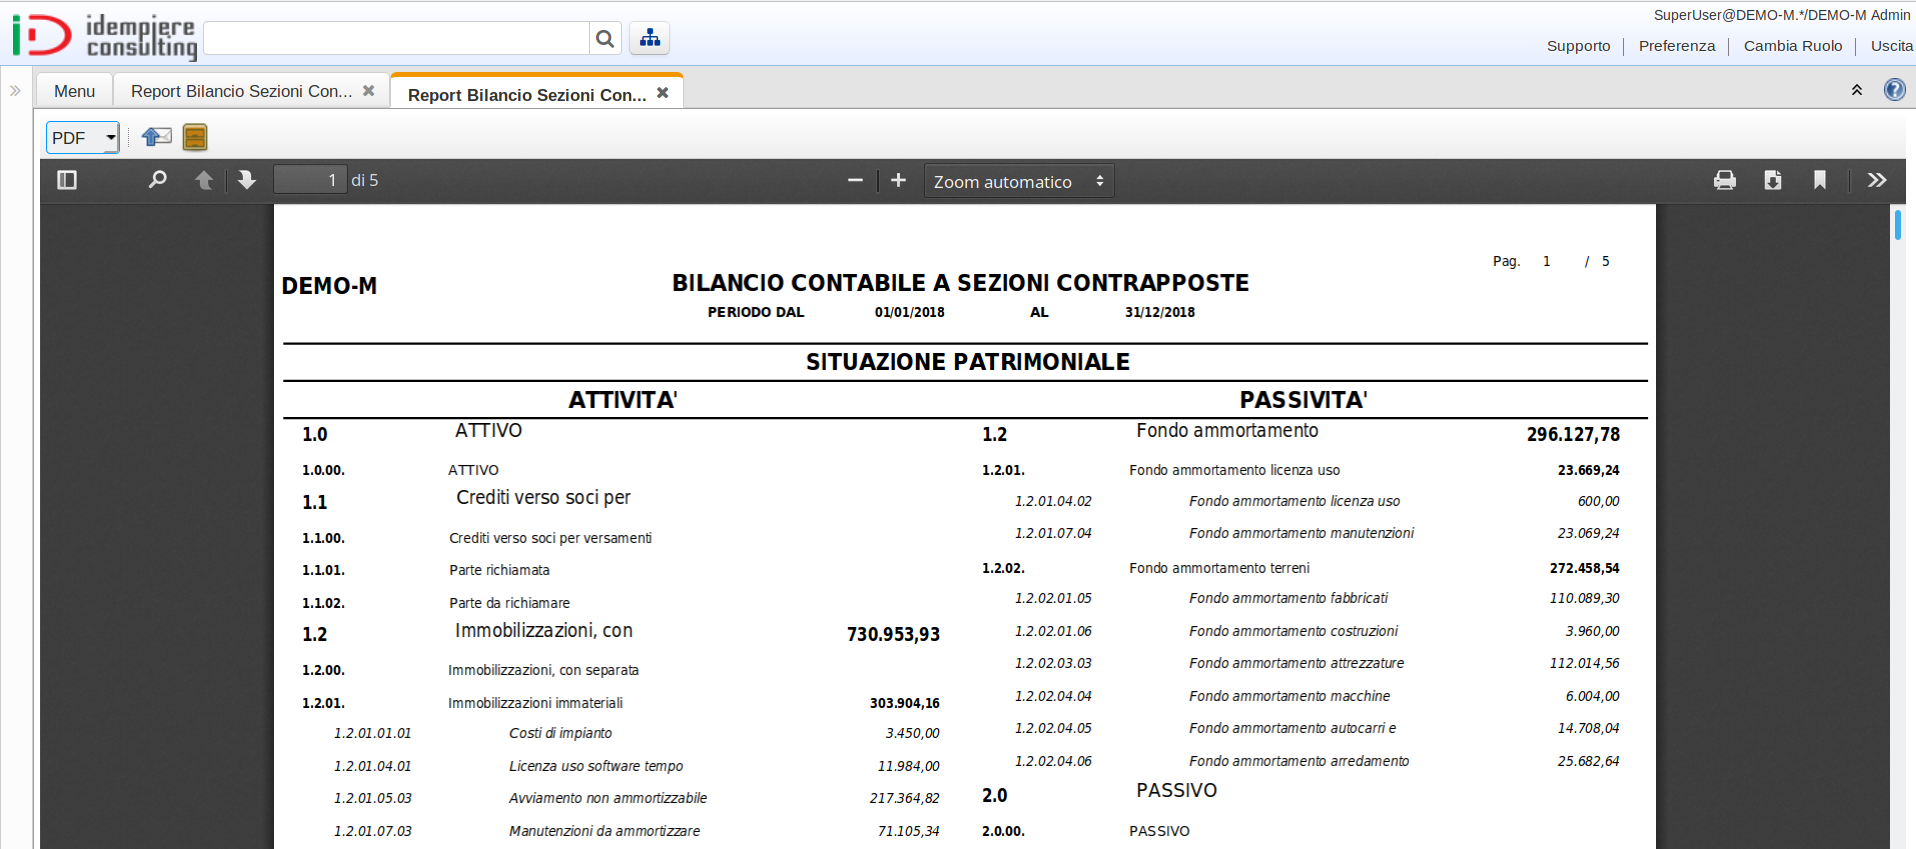 SuperUser@DEMO-M.*/DEMO-M Admin
iD idempiere consulting
Supporto | Preferenza | Cambia Ruolo | Uscita
Menu Report Bilancio Sezioni Con... Report Bilancio Sezioni Con...
PDF
1 di 5 Zoom automatico
Pag. 1 / 5
DEMO-M BILANCIO CONTABILE A SEZIONI CONTRAPPOSTE
PERIODO DAL 01/01/2018 AL 31/12/2018
SITUAZIONE PATRIMONIALE
ATTIVITA' PASSIVITA'
1.0 ATTIVO
1.0.00. ATTIVO
1.1 Crediti verso soci per
1.1.00. Crediti verso soci per versamenti
1.1.01. Parte richiamata
1.1.02. Parte da richiamare
1.2 Immobilizzazioni, con 730.953,93
1.2.00. Immobilizzazioni, con separata
1.2.01. Immobilizzazioni immateriali 303.904,16
1.2.01.01.01 Costi di impianto 3.450,00
1.2.01.04.01 Licenza uso software tempo 11.984,00
1.2.01.05.03 Avviamento non ammortizzabile 217.364,82
1.2.01.07.03 Manutenzioni da ammortizzare 71.105,34
1.2 Fondo ammortamento 296.127,78
1.2.01. Fondo ammortamento licenza uso 23.669,24
1.2.01.04.02 Fondo ammortamento licenza uso 600,00
1.2.01.07.04 Fondo ammortamento manutenzioni 23.069,24
1.2.02. Fondo ammortamento terreni 272.458,54
1.2.02.01.05 Fondo ammortamento fabbricati 110.089,30
1.2.02.01.06 Fondo ammortamento costruzioni 3.960,00
1.2.02.03.03 Fondo ammortamento attrezzature 112.014,56
1.2.02.04.04 Fondo ammortamento macchine 6.004,00
1.2.02.04.05 Fondo ammortamento autocarri e 14.708,04
1.2.02.04.06 Fondo ammortamento arredamento 25.682,64
2.0 PASSIVO
2.0.00. PASSIVO